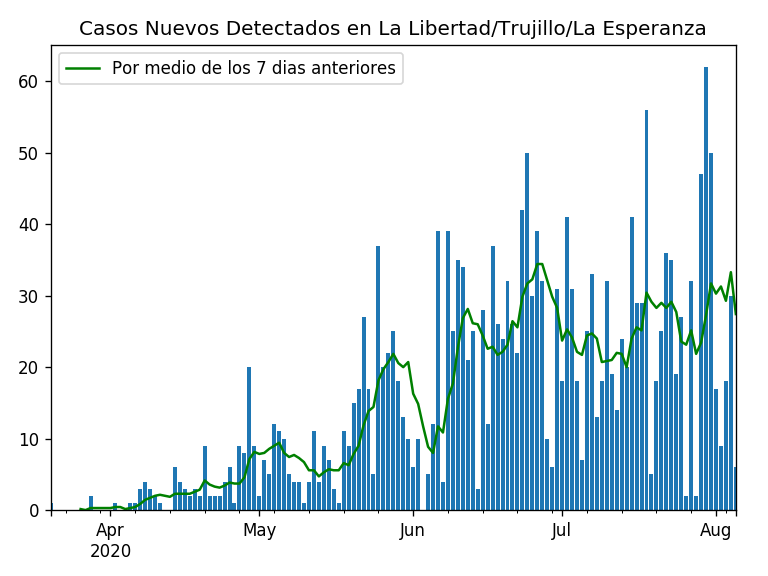 Casos Nuevos Detectados en La Libertad/Trujillo/La Esperanza
Por medio de los 7 dias anteriores
60
50
40
30
20
10
0
Apr
2020
May
Jun
Jul
Aug